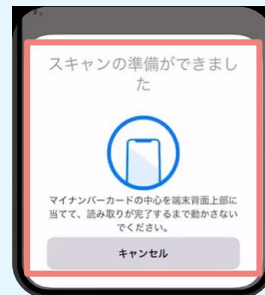 スキャンの準備ができまし
た
マイナンバーカードの中心を端末背面上部に
当てて、読み取りが完了するまで動かさない
でください。
キャンセル